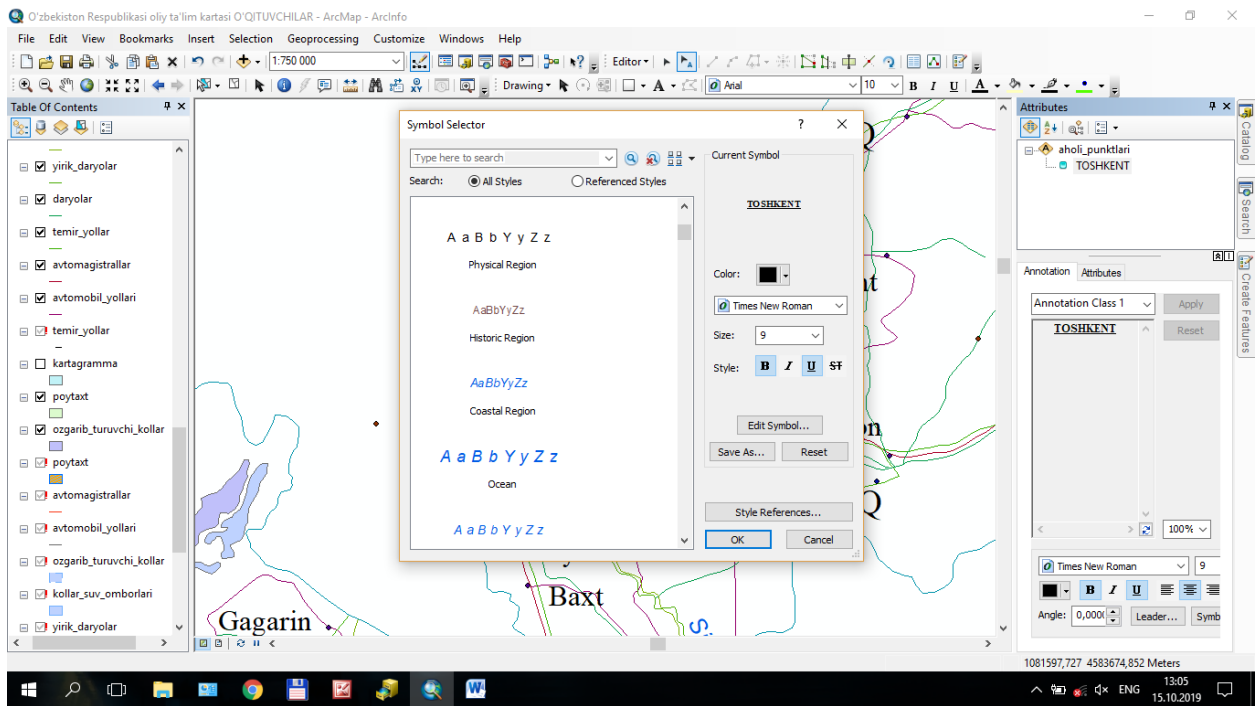 O'zbekiston Respublikasi oliy ta'lim kartasi O'QITUVCHILAR - ArcMap - ArcInfo
File Edit View Bookmarks Insert Selection Geoprocessing Customize Windows Help
1:750 000 Editor
Drawing A Arial 10 B I U A
Table Of Contents
yirik_daryolar
daryolar
temir_yollar
avtomagistrallar
avtomobil_yollari
temir_yollar
kartagramma
poytaxt
ozgarib_turuvchi_kollar
poytaxt
avtomagistrallar
avtomobil_yollari
ozgarib_turuvchi_kollar
kollar_suv_omborlari
yirik_daryolar
Gagarin
Baxt
Q
Si
Symbol Selector ?
Type here to search
Search: All Styles Referenced Styles
A a B b Y y Z z
Physical Region
AaBbYyZz
Historic Region
AaBbYyZz
Coastal Region
A a B b Y y Z z
Ocean
A a B b Y y Z z
Current Symbol
TOSHKENT
Color:
Times New Roman
Size: 9
Style: B I U ST
Edit Symbol...
Save As... Reset
Style References...
OK Cancel
Attributes
aholi_punktlari
TOSHKENT
Annotation Attributes
Annotation Class 1 Apply
TOSHKENT Reset
100%
Times New Roman 9
B I U
Angle: 0,000( Leader... Symb
Catalog
Search
Create Features
1081597,727 4583674,852 Meters
ENG 13:05
15.10.2019